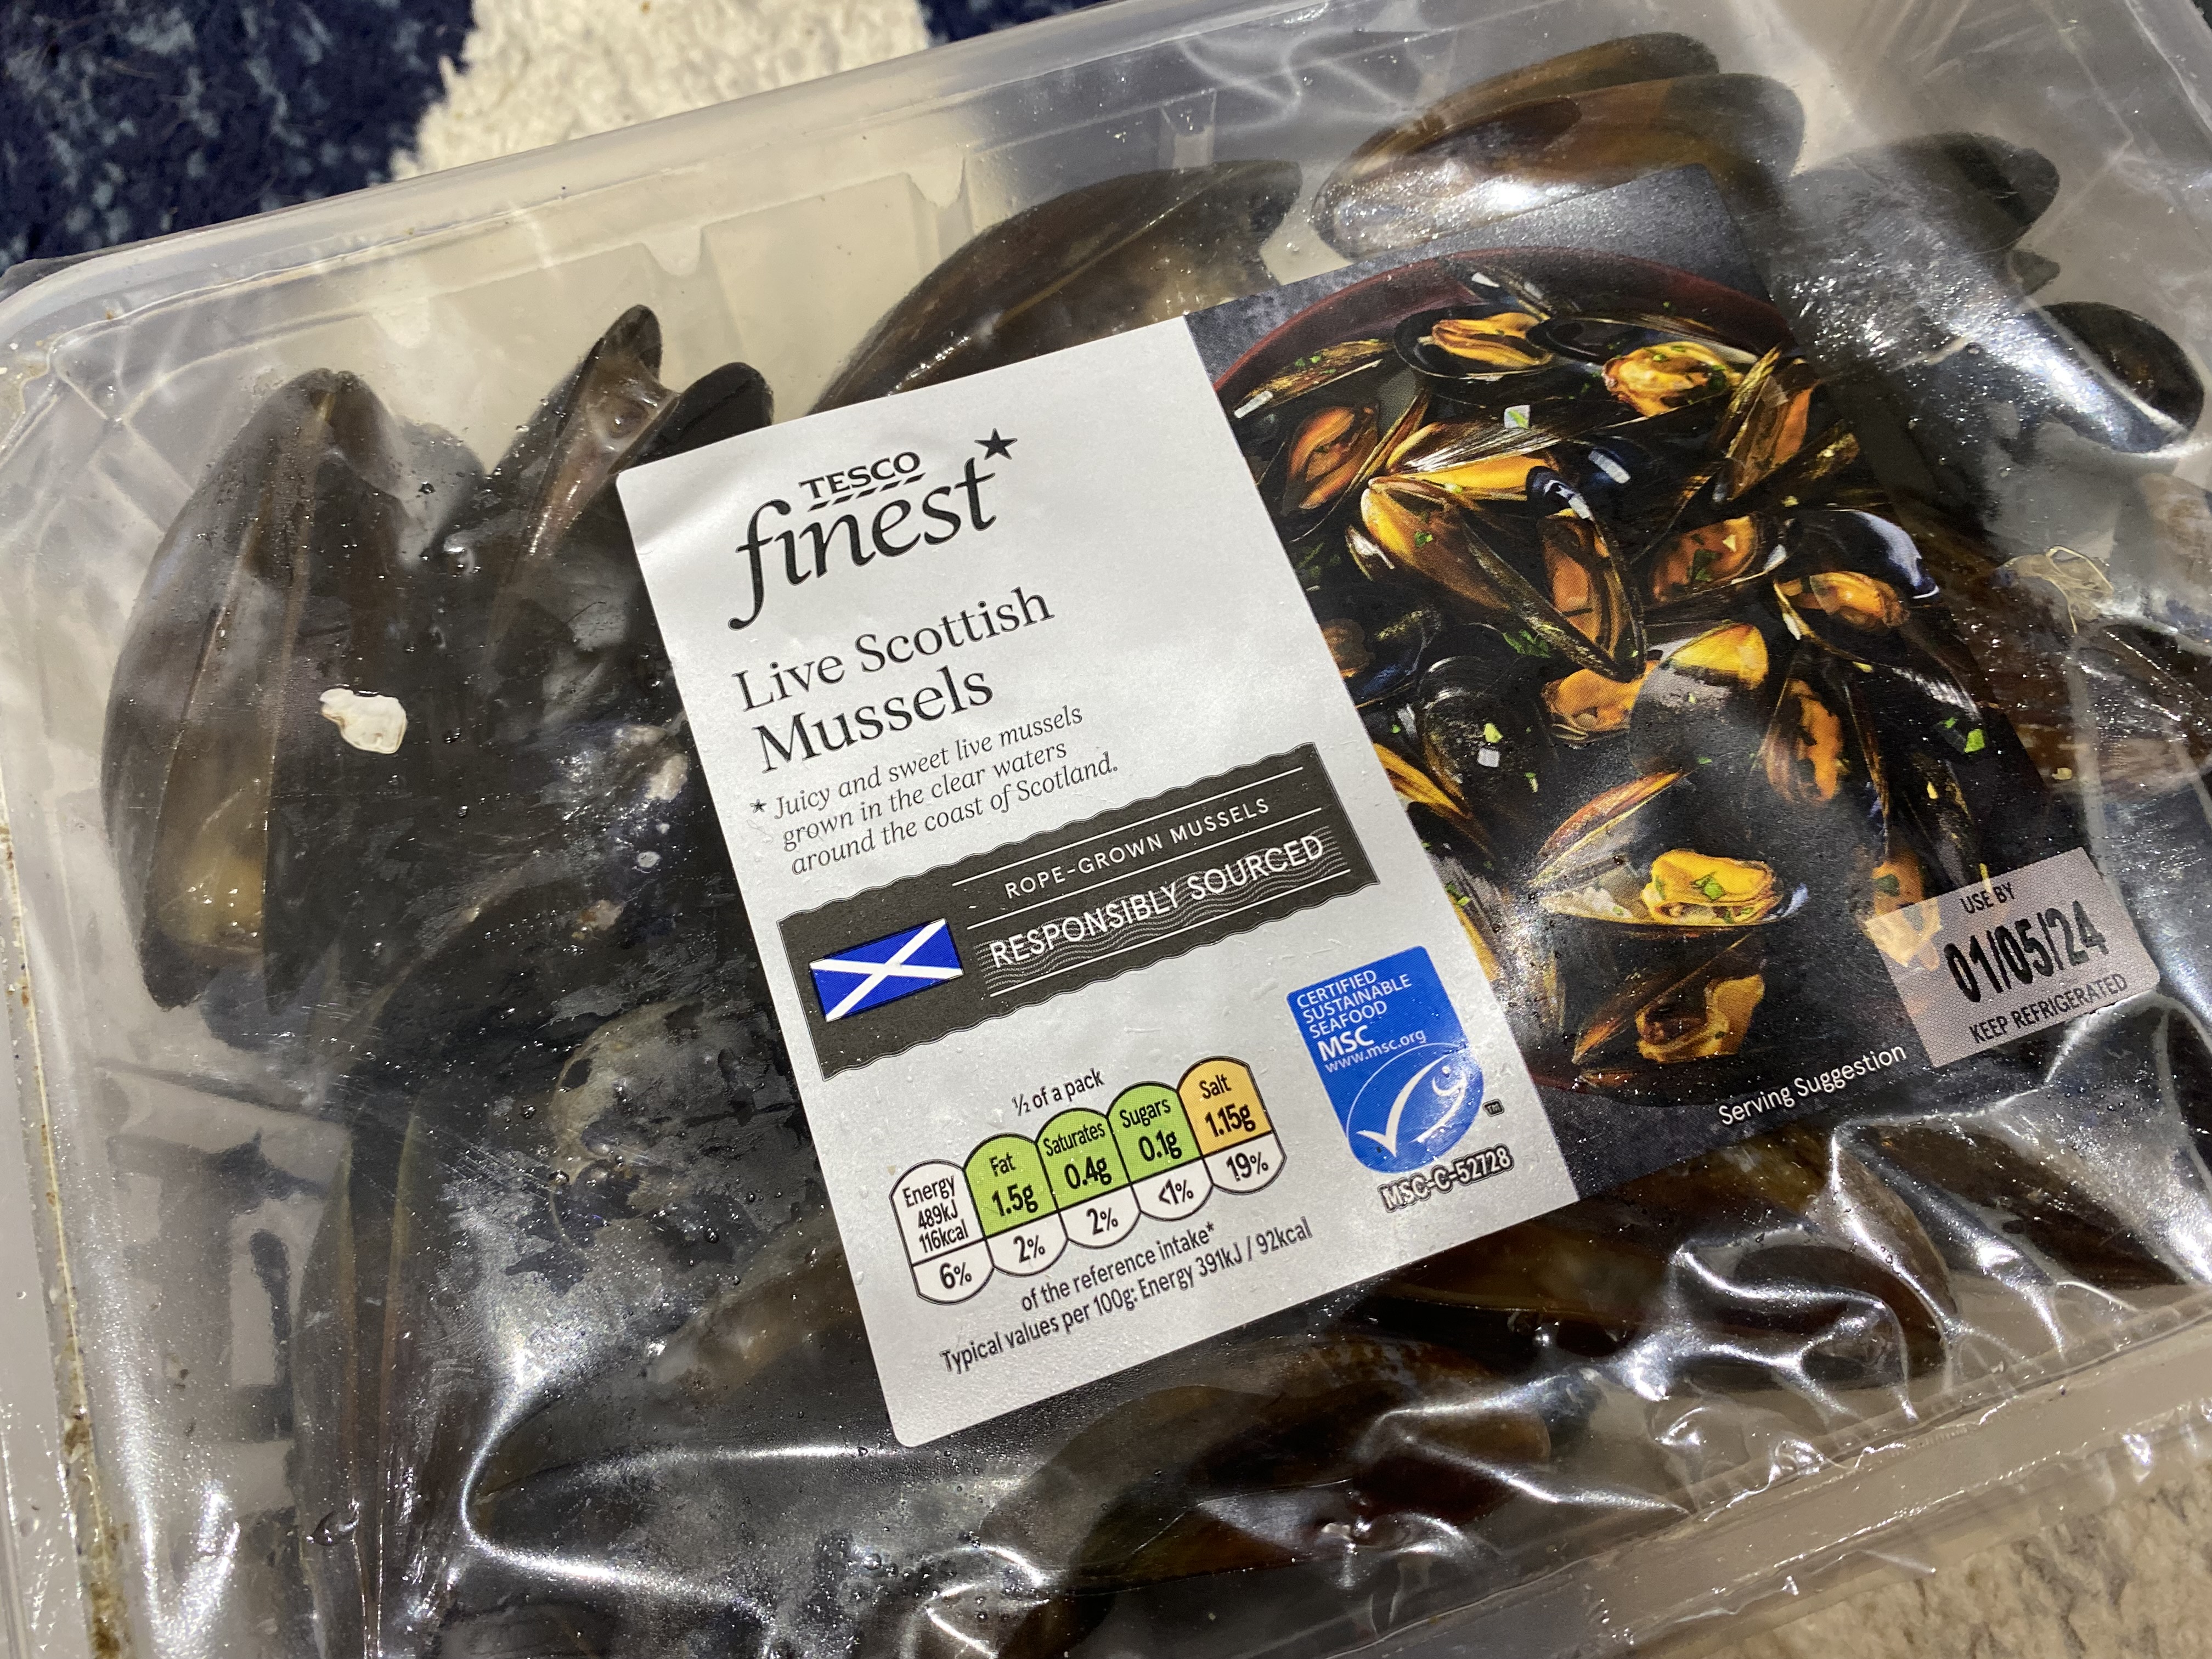 TESCO
finest*
Live Scottish
Mussels
* Juicy and sweet live mussels
grown in the clear waters
around the coast of Scotland.
ROPE-GROWN MUSSELS
RESPONSIBLY SOURCED
½ of a pack
Energy
489kJ
116kcal
6%
Fat
1.5g
2%
Saturates
0.4g
2%
Sugars
0.1g
<1%
Salt
1.15g
19%
of the reference intake*
Typical values per 100g: Energy 391kJ / 92kcal
CERTIFIED
SUSTAINABLE
SEAFOOD
MSC
www.msc.org
TM
MSC-C-52728
Serving Suggestion
USE BY
01/05/24
KEEP REFRIGERATED